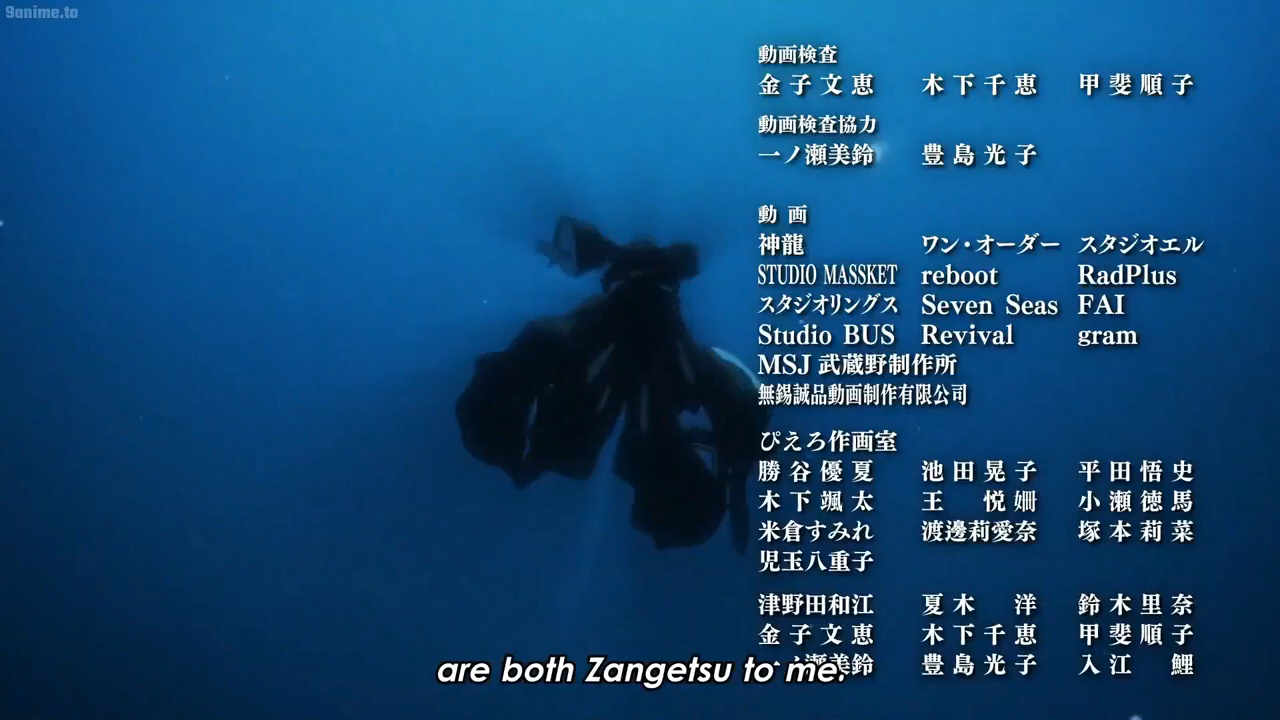 9anime.to
動画検査
金子文恵 木下千恵 甲斐順子
動画検査協力
一ノ瀬美鈴 豊島光子
動画
神龍 ワン・オーダー スタジオエル
STUDIO MASSKET reboot RadPlus
スタジオリングス Seven Seas FAI
Studio BUS Revival gram
MSJ 武蔵野制作所
無錫誠品動画制作有限公司
ぴえろ作画室
勝谷優夏 池田晃子 平田悟史
木下颯太 王 悦姗 小瀬徳馬
米倉すみれ 渡邊莉愛奈 塚本莉菜
児玉八重子
津野田和江 夏木 洋 鈴木里奈
金子文恵 木下千恵 甲斐順子
一ノ瀬美鈴 豊島光子 入江 鯉
are both Zangetsu to me.